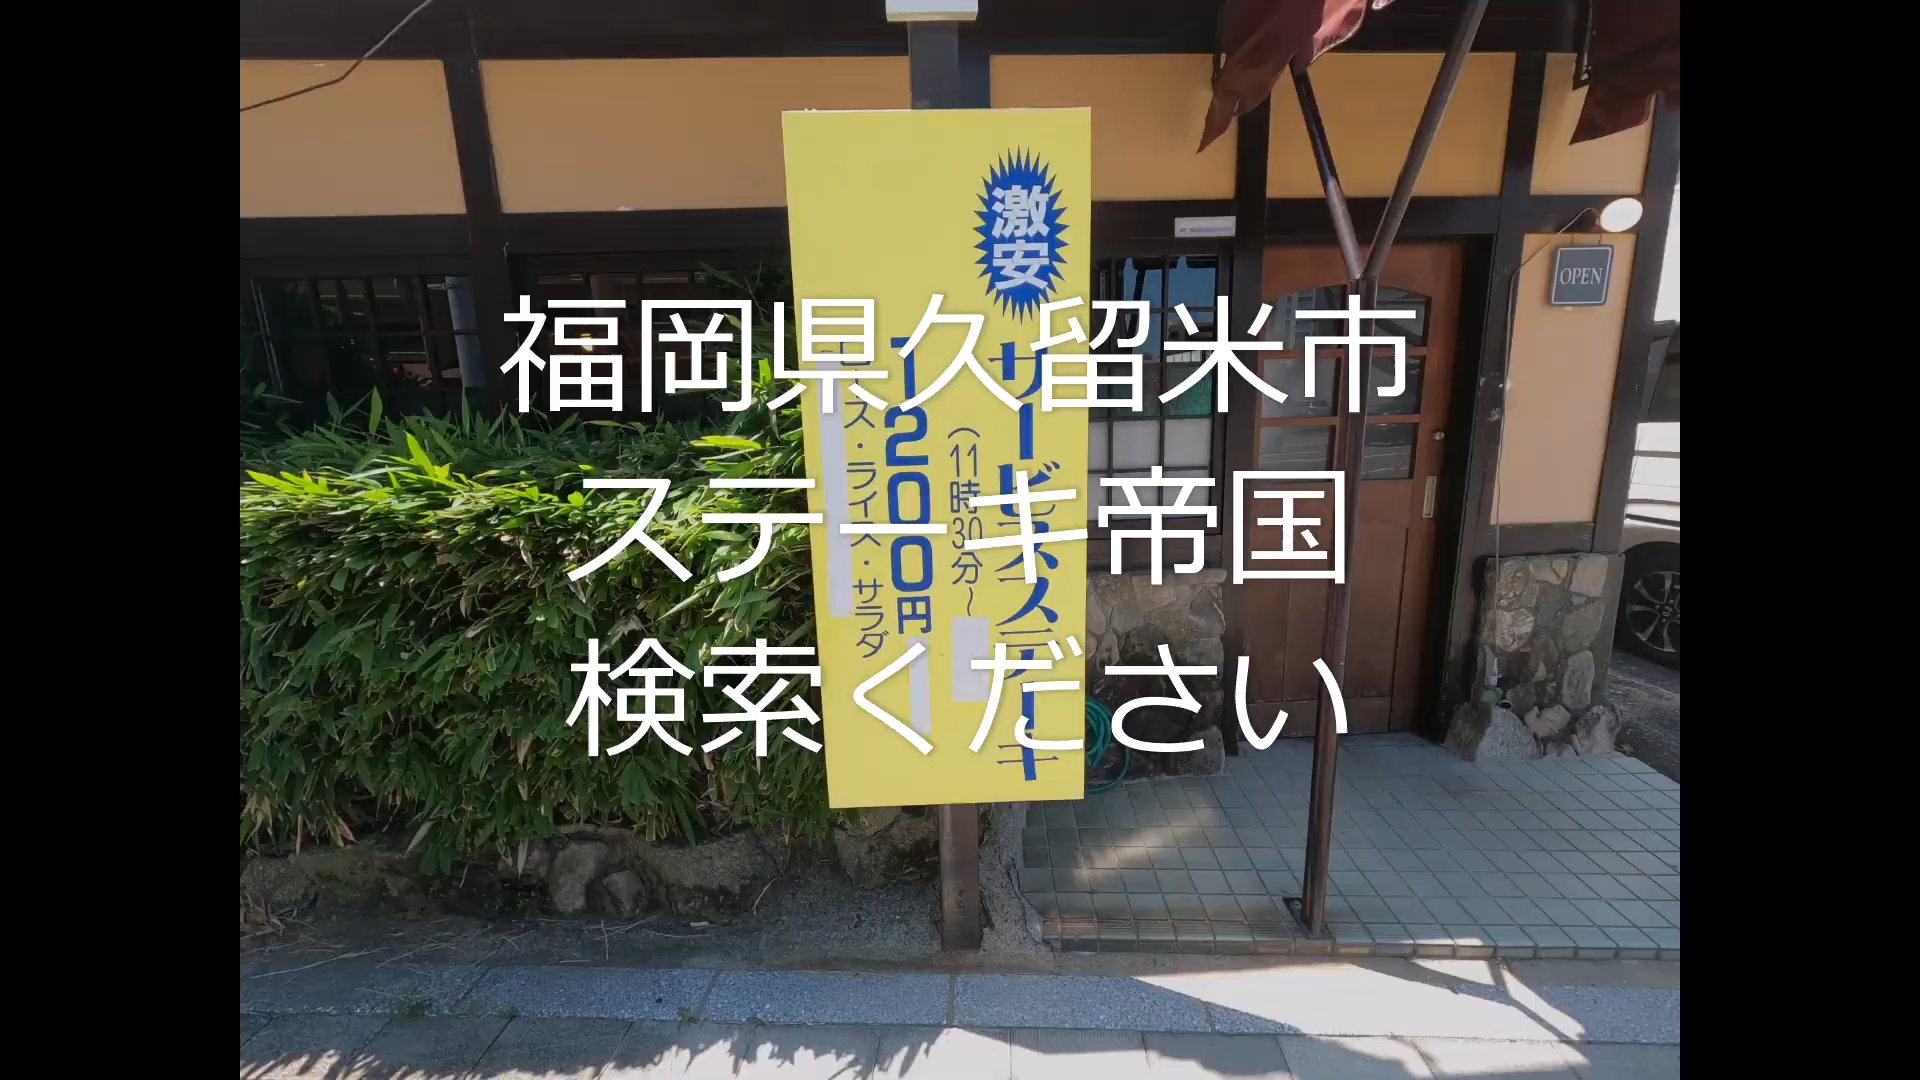 福岡県久留米市
ステーキ帝国
検索ください
激安
サービスステーキ
(11時30分~
1200円
ロース・ライス・サラダ
OPEN